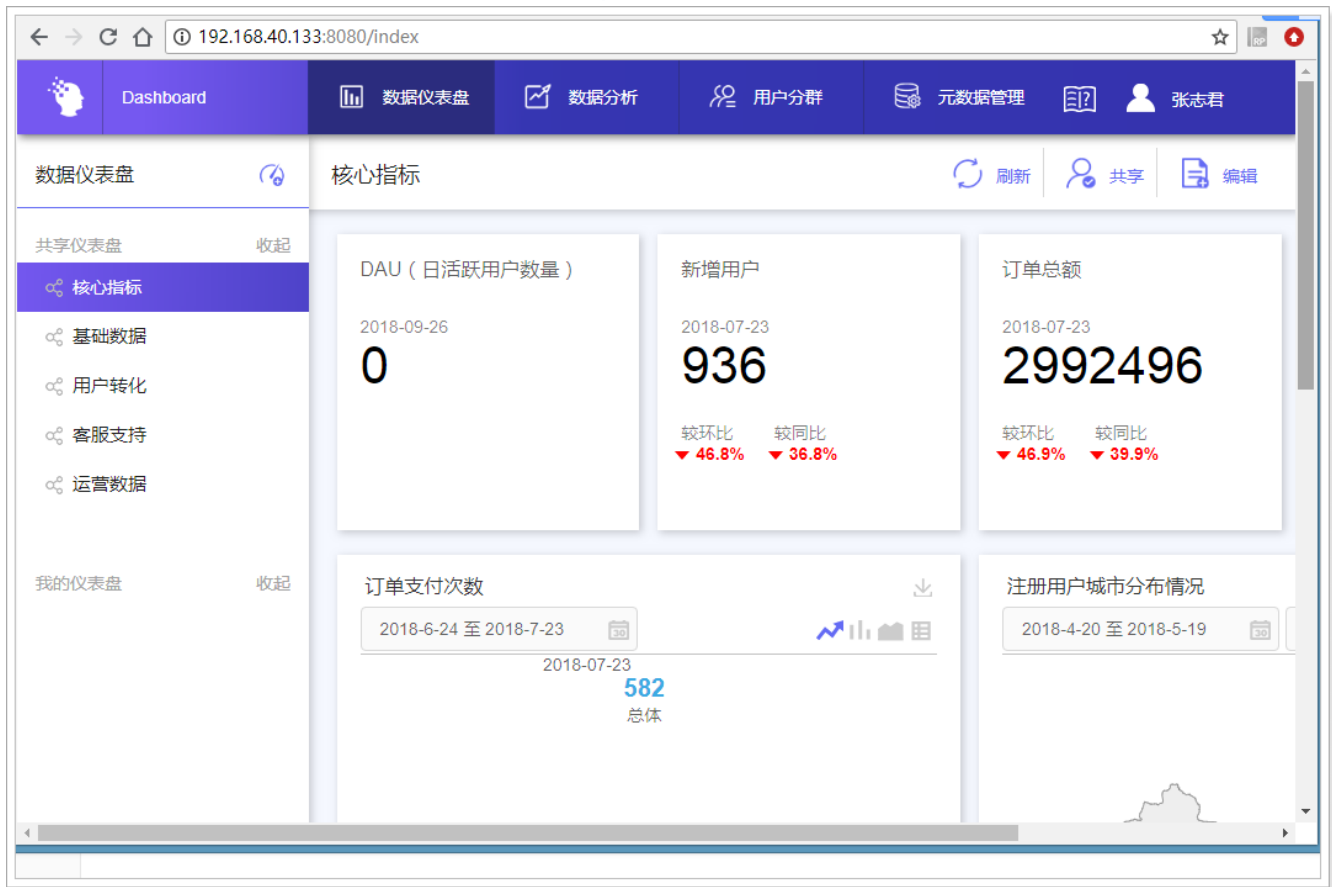 192.168.40.133:8080/index
RP
Dashboard
数据仪表盘
数据分析
用户分群
元数据管理
张志君
数据仪表盘
核心指标
刷新
共享
编辑
共享仪表盘 收起
核心指标
基础数据
用户转化
客服支持
运营数据
我的仪表盘 收起
DAU（日活跃用户数量）
2018-09-26
0
新增用户
2018-07-23
936
较环比 较同比
46.8% 36.8%
订单总额
2018-07-23
2992496
较环比 较同比
46.9% 39.9%
订单支付次数
2018-6-24 至 2018-7-23
30
2018-07-23
582
总体
注册用户城市分布情况
2018-4-20 至 2018-5-19
30